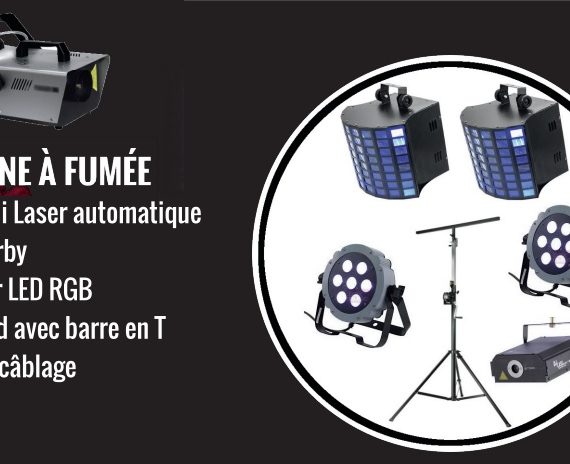 NE À FUMÉE
i Laser automatique
rby
r LED RGB
d avec barre en T
câblage